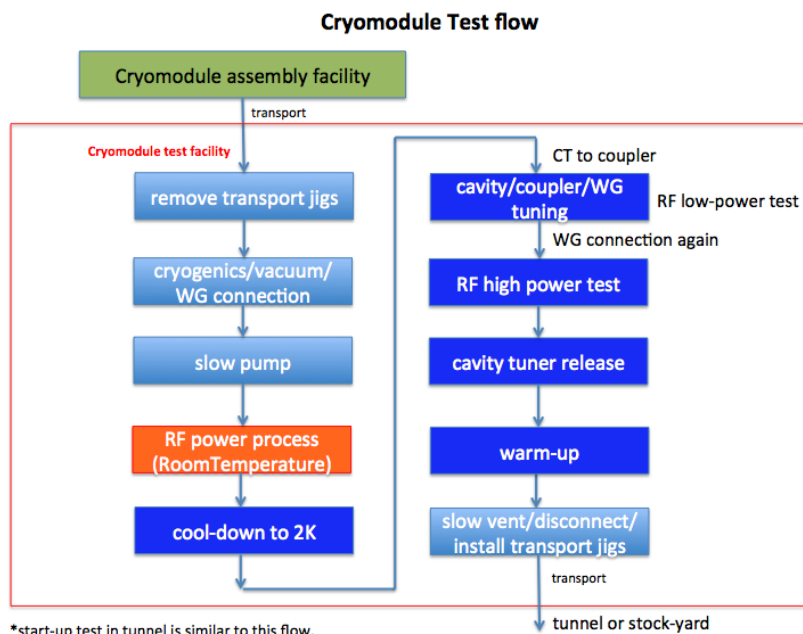 Cryomodule Test flow
Cryomodule assembly facility
transport
Cryomodule test facility
remove transport jigs
cryogenics/vacuum/
WG connection
slow pump
RF power process
(RoomTemperature)
cool-down to 2K
CT to coupler
cavity/coupler/WG
tuning
RF low-power test
WG connection again
RF high power test
cavity tuner release
warm-up
slow vent/disconnect/
install transport jigs
transport
tunnel or stock-yard
*start-up test in tunnel is similar to this flow.